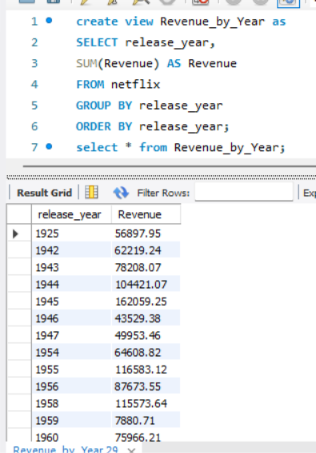 1 create view Revenue_by_Year as
2 SELECT release_year,
3 SUM(Revenue) AS Revenue
4 FROM netflix
5 GROUP BY release_year
6 ORDER BY release_year;
7 select * from Revenue_by_Year;
Result Grid Filter Rows:
release_year Revenue
1925 56897.95
1942 62219.24
1943 78208.07
1944 104421.07
1945 162059.25
1946 43529.38
1947 49953.46
1954 64608.82
1955 116583.12
1956 87673.55
1958 115573.64
1959 7880.71
1960 75966.21
Revenue_by_Year 29